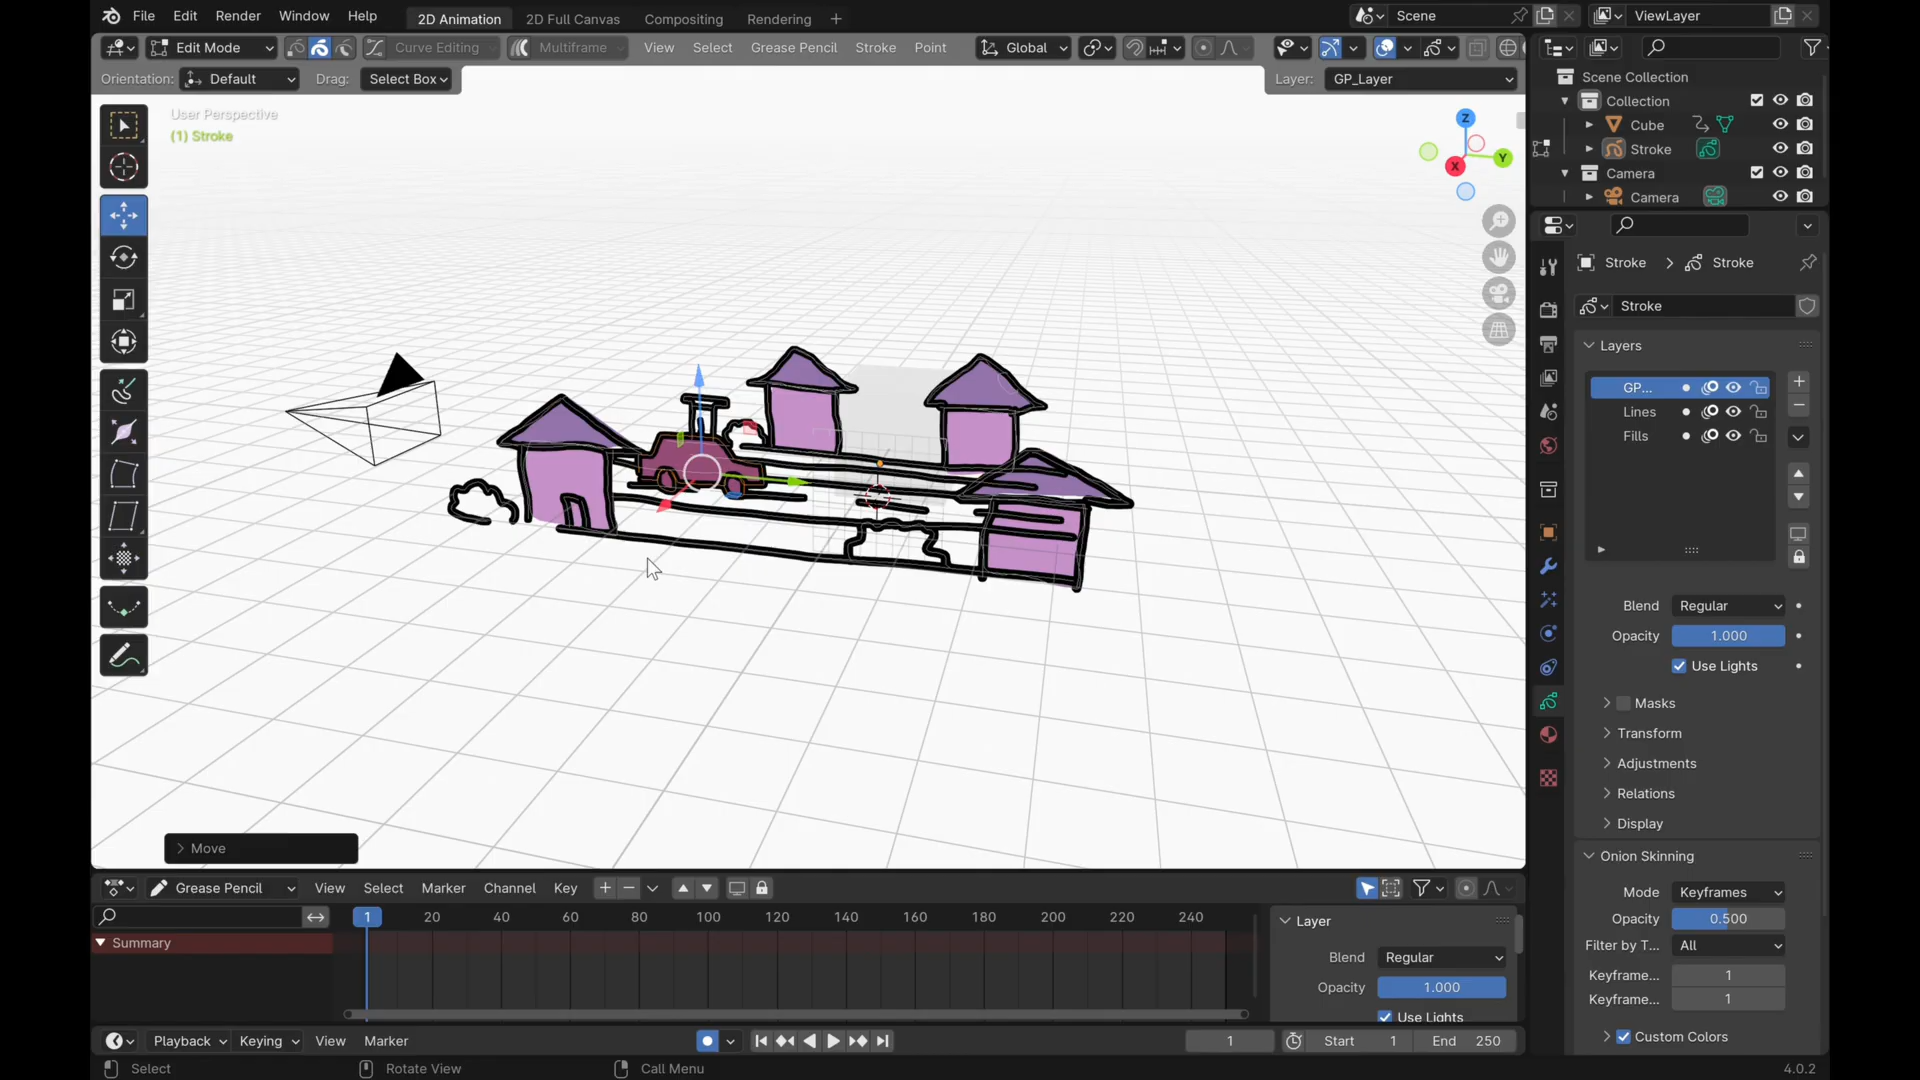 File Edit Render Window Help 2D Animation 2D Full Canvas Compositing Rendering + Scene ViewLayer
Edit Mode Curve Editing Multiframe View Select Grease Pencil Stroke Point Global
Orientation: Default Drag: Select Box Layer: GP_Layer
User Perspective
(1) Stroke
Z
Y
X
Scene Collection
Collection
Cube
Stroke
Camera
Camera
Stroke > Stroke
Stroke
Layers
GP...
Lines
Fills
Blend Regular
Opacity 1.000
Use Lights
Masks
Transform
Adjustments
Relations
Display
Onion Skinning
Mode Keyframes
Opacity 0.500
Filter by T... All
Keyframe... 1
Keyframe... 1
Custom Colors
> Move
Grease Pencil View Select Marker Channel Key
1 20 40 60 80 100 120 140 160 180 200 220 240
Summary
Layer
Blend Regular
Opacity 1.000
Use Lights
Playback Keying View Marker 1 Start 1 End 250
Select Rotate View Call Menu 4.0.2